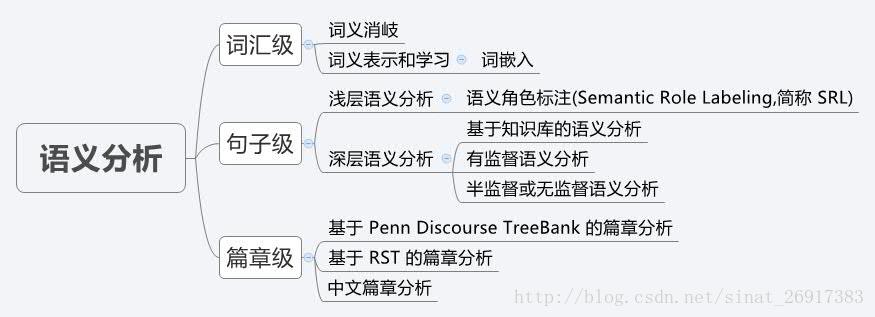 语义分析
词汇级
词义消岐
词义表示和学习
词嵌入
句子级
浅层语义分析
语义角色标注(Semantic Role Labeling,简称 SRL)
深层语义分析
基于知识库的语义分析
有监督语义分析
半监督或无监督语义分析
篇章级
基于 Penn Discourse TreeBank 的篇章分析
基于 RST 的篇章分析
中文篇章分析
http://blog.csdn.net/sinat_26917383